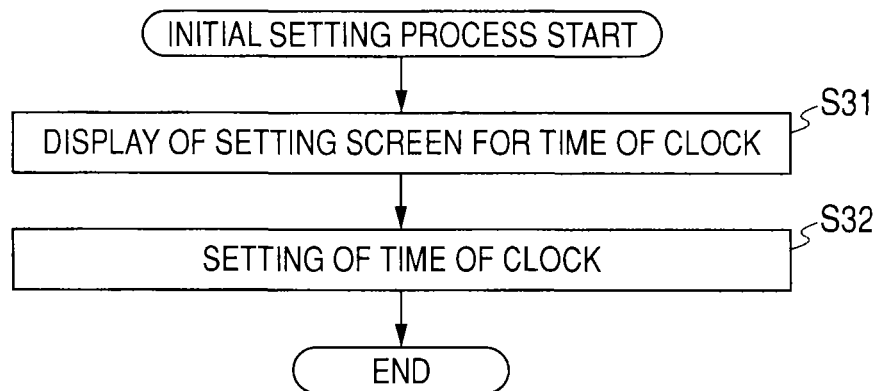 INITIAL SETTING PROCESS START
S31
DISPLAY OF SETTING SCREEN FOR TIME OF CLOCK
S32
SETTING OF TIME OF CLOCK
END